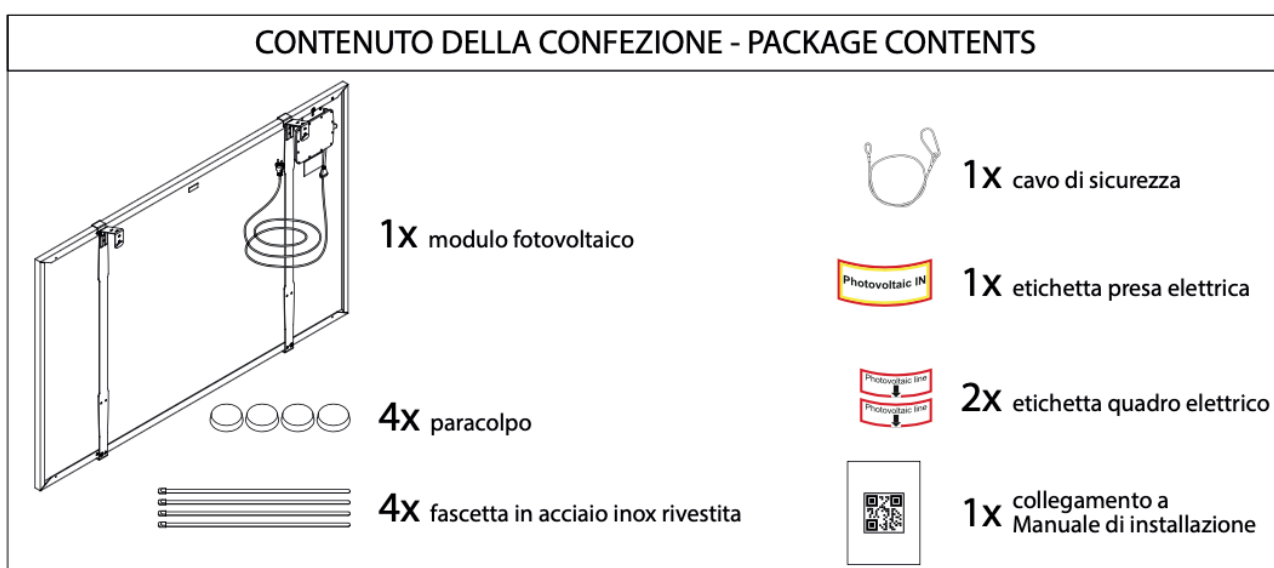 CONTENUTO DELLA CONFEZIONE - PACKAGE CONTENTS
1x modulo fotovoltaico
4x paracolpo
4x fascetta in acciaio inox rivestita
1x cavo di sicurezza
Photovoltaic IN
1x etichetta presa elettrica
Photovoltaic line
Photovoltaic line
2x etichetta quadro elettrico
1x collegamento a
Manuale di installazione